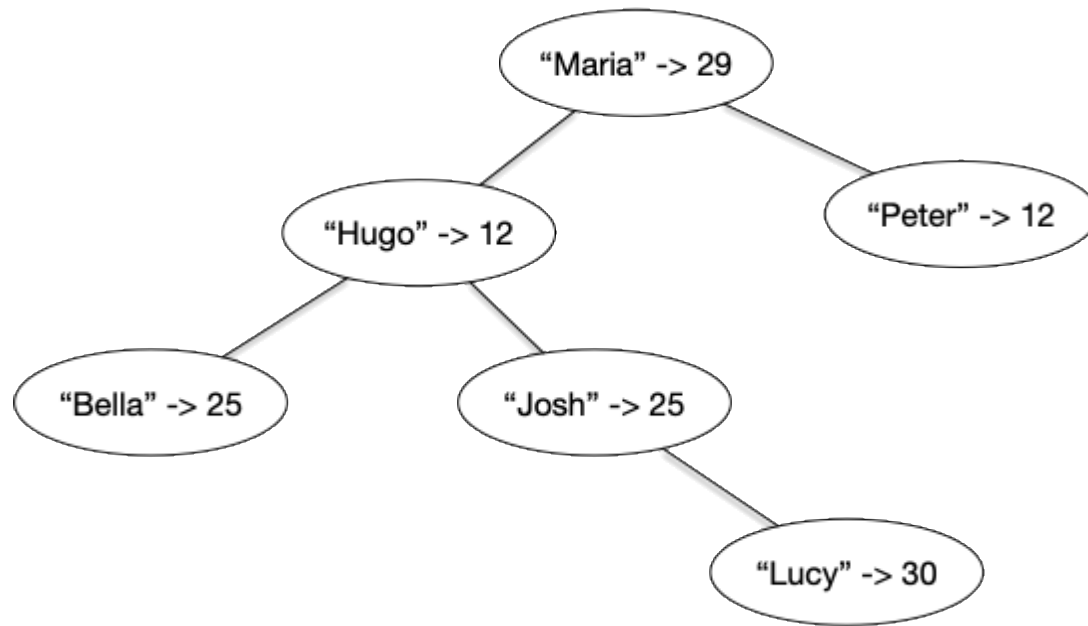 “Maria” -> 29
“Peter” -> 12
“Hugo” -> 12
“Bella” -> 25
“Josh” -> 25
“Lucy” -> 30